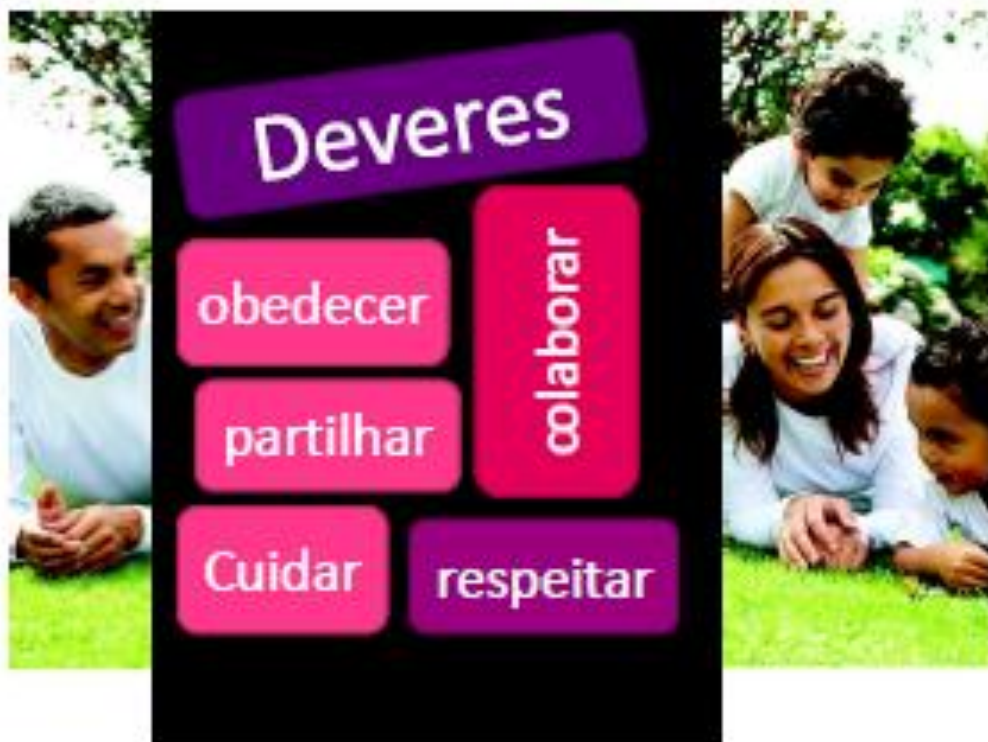 Deveres
obedecer
colaborar
partilhar
Cuidar
respeitar